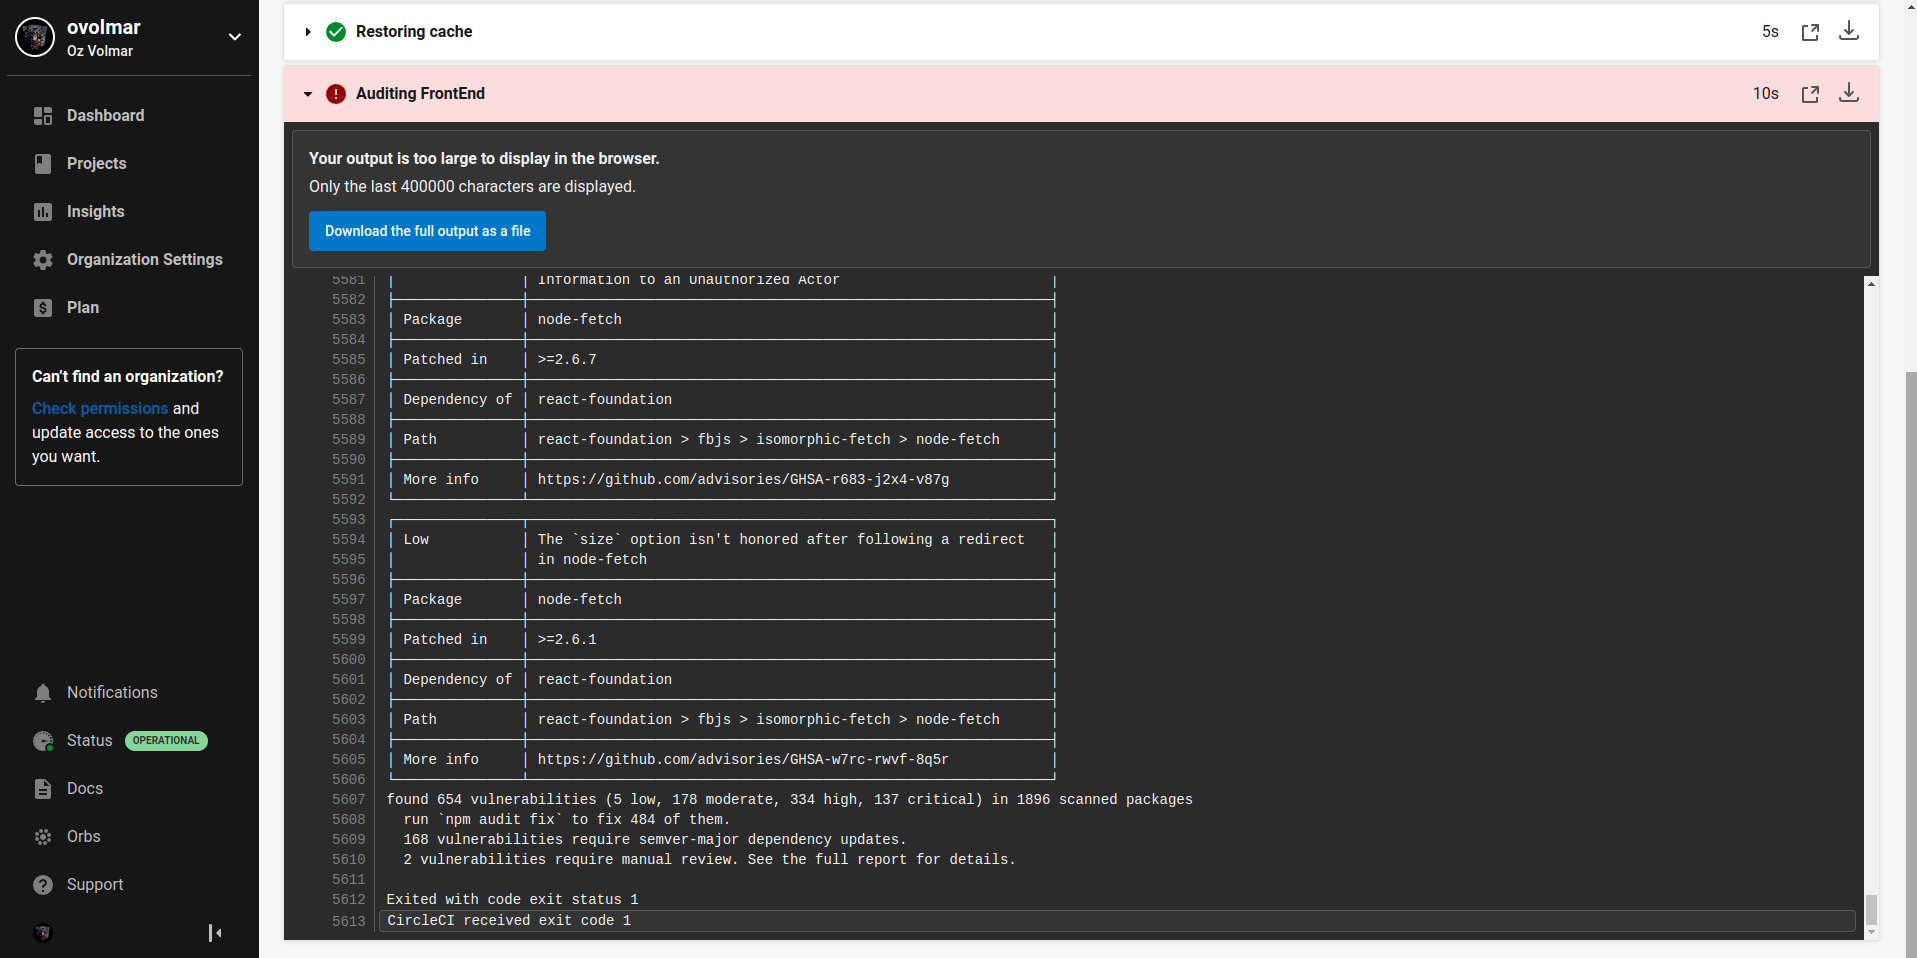 ovolmar
Oz Volmar
Dashboard
Projects
Insights
Organization Settings
Plan
Can't find an organization?
Check permissions and
update access to the ones
you want.
Notifications
Status OPERATIONAL
Docs
Orbs
Support
Restoring cache 5s
Auditing FrontEnd 10s
Your output is too large to display in the browser.
Only the last 400000 characters are displayed.
Download the full output as a file
5581 Information to an Unauthorized Actor
5582
5583 Package node-fetch
5584
5585 Patched in >=2.6.7
5586
5587 Dependency of react-foundation
5588
5589 Path react-foundation > fbjs > isomorphic-fetch > node-fetch
5590
5591 More info https://github.com/advisories/GHSA-r683-j2x4-v87g
5592
5593
5594 Low The `size` option isn't honored after following a redirect
5595 in node-fetch
5596
5597 Package node-fetch
5598
5599 Patched in >=2.6.1
5600
5601 Dependency of react-foundation
5602
5603 Path react-foundation > fbjs > isomorphic-fetch > node-fetch
5604
5605 More info https://github.com/advisories/GHSA-w7rc-rwvf-8q5r
5606
5607 found 654 vulnerabilities (5 low, 178 moderate, 334 high, 137 critical) in 1896 scanned packages
5608 run `npm audit fix` to fix 484 of them.
5609 168 vulnerabilities require semver-major dependency updates.
5610 2 vulnerabilities require manual review. See the full report for details.
5611
5612 Exited with code exit status 1
5613 CircleCI received exit code 1